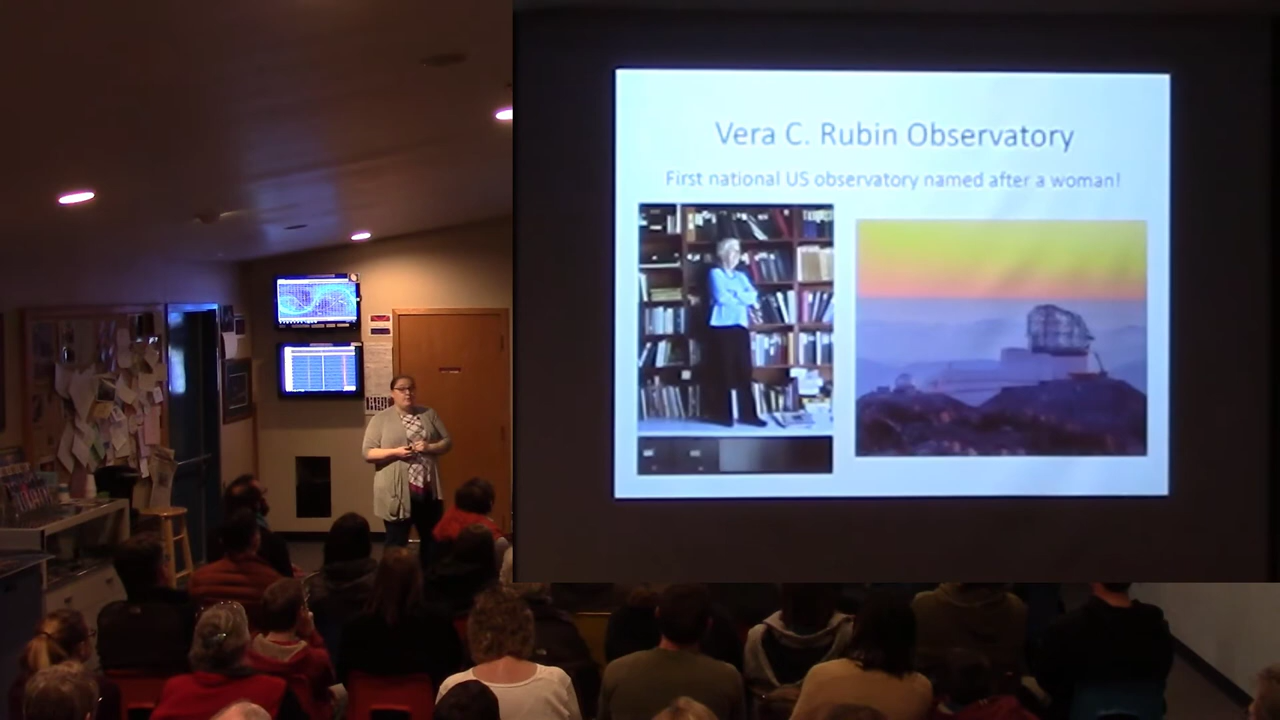 Vera C. Rubin Observatory
First national US observatory named after a woman!